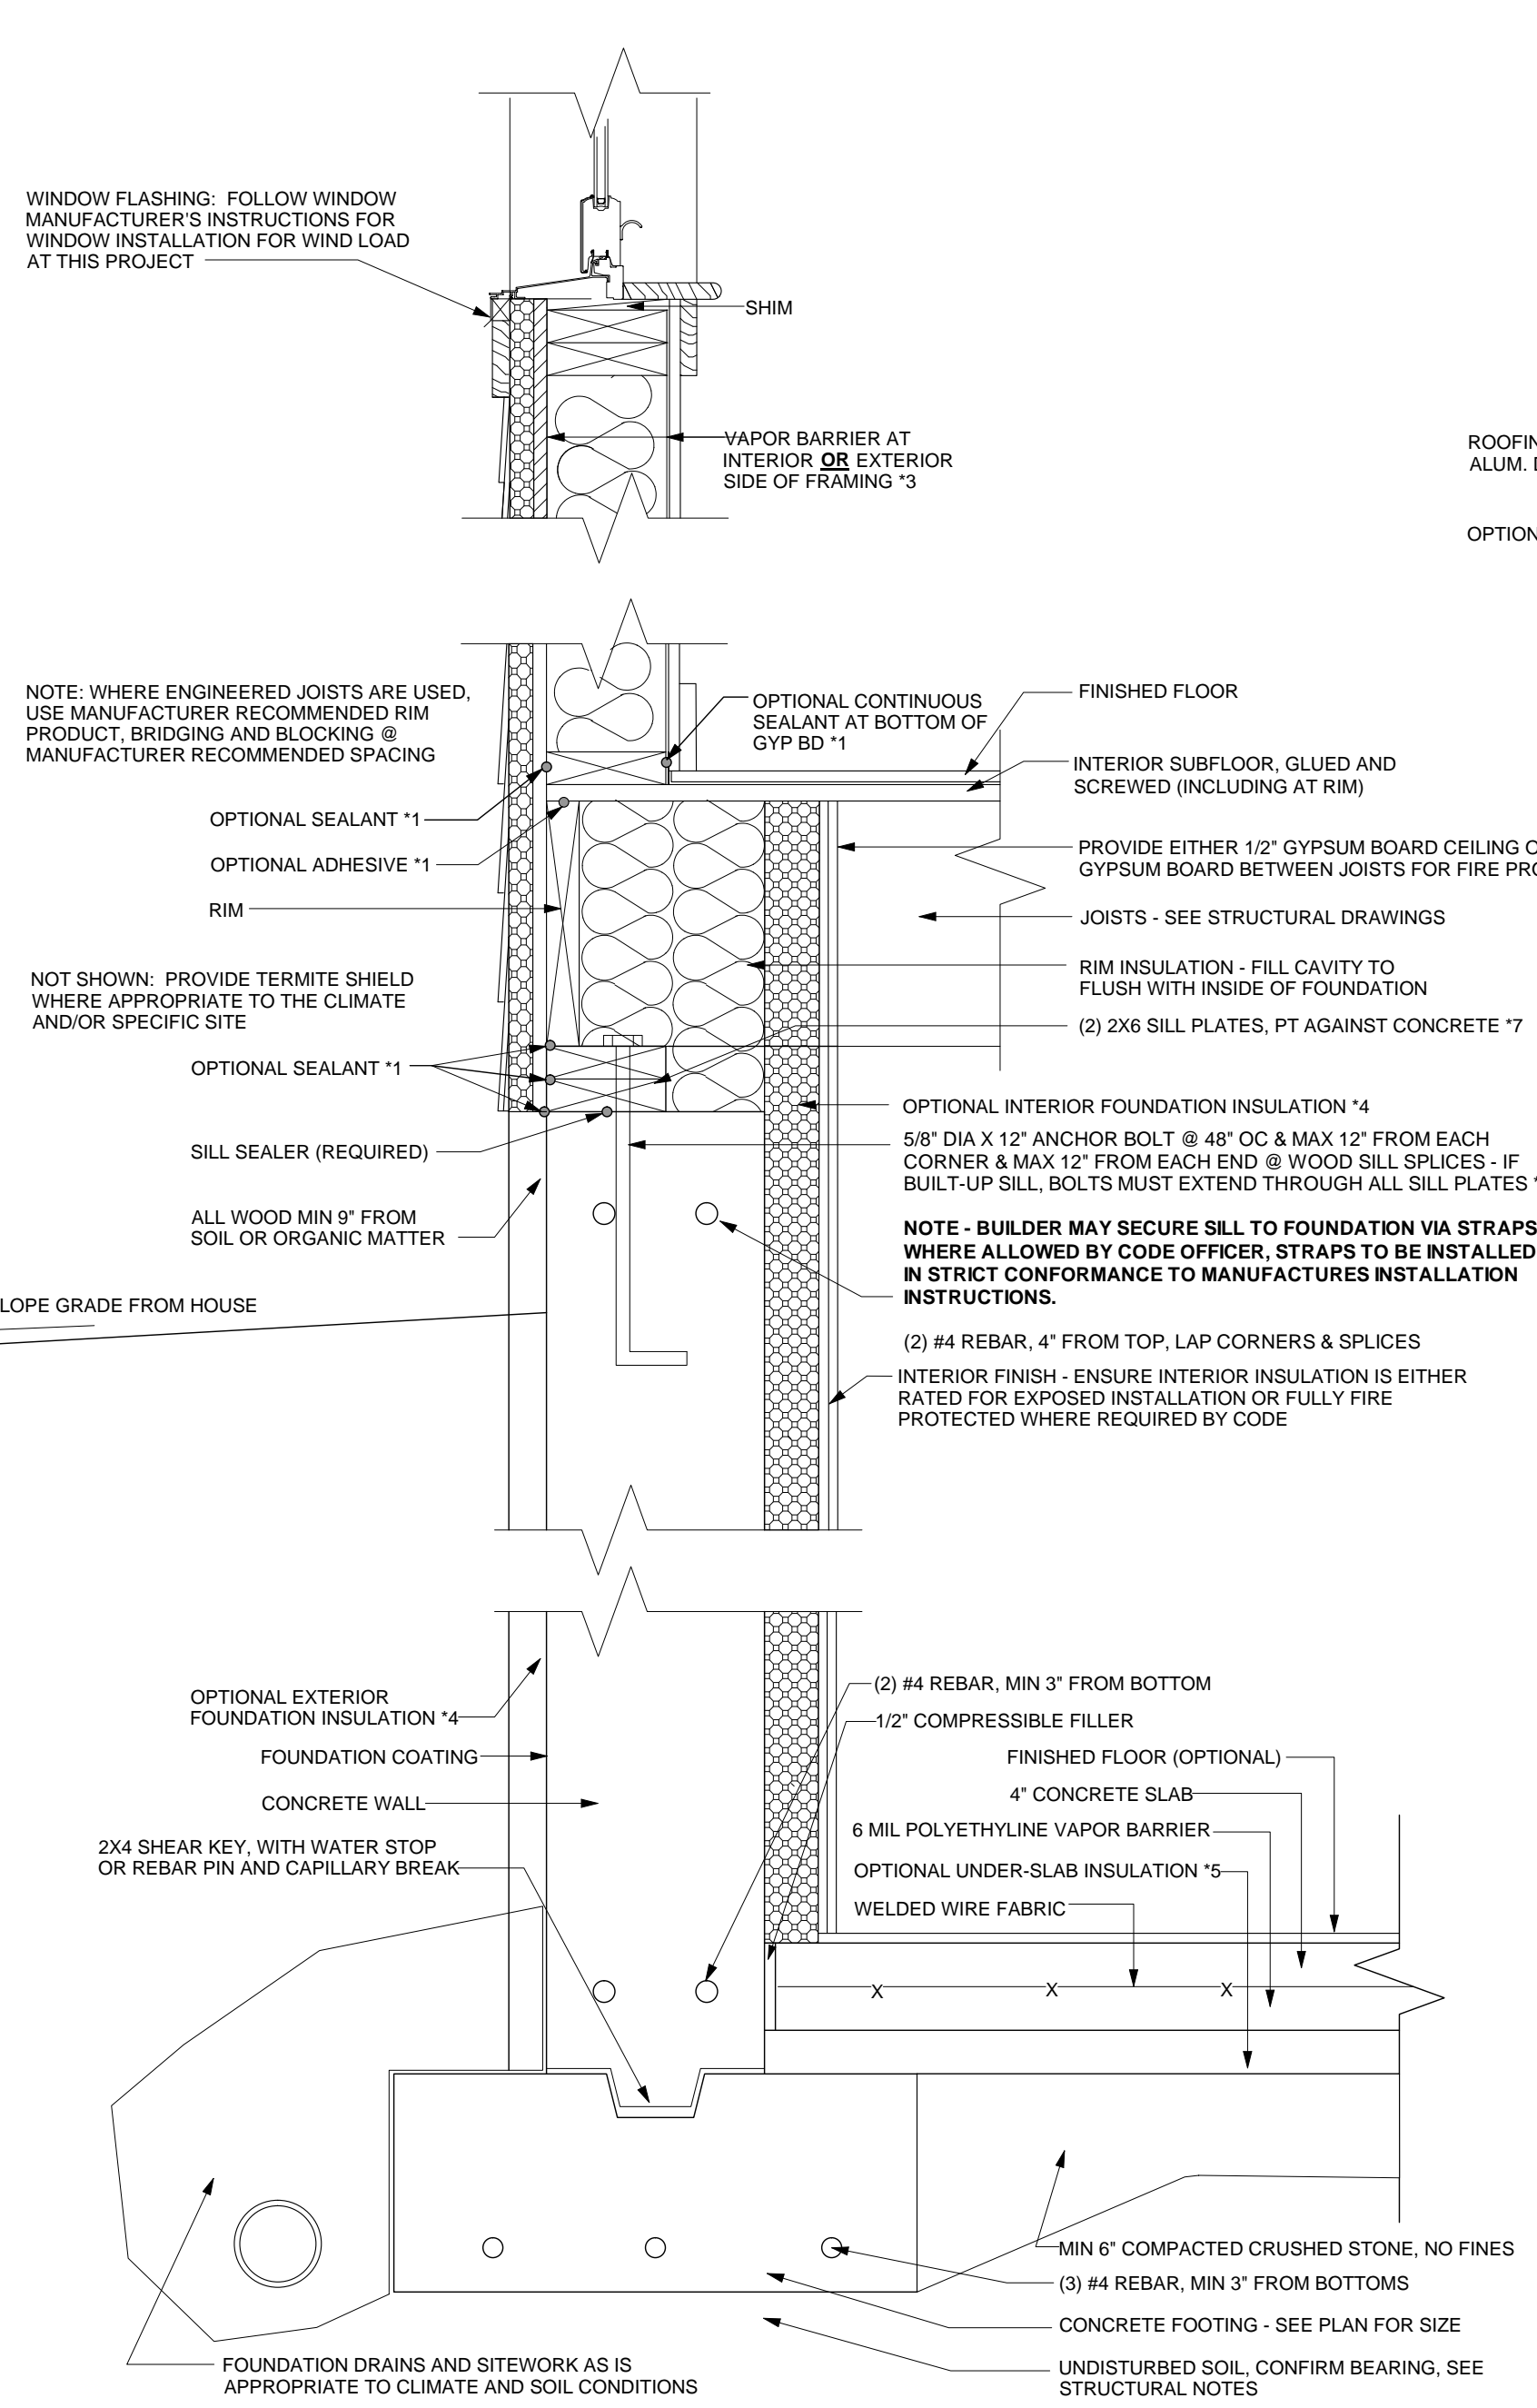 WINDOW FLASHING: FOLLOW WINDOW
MANUFACTURER'S INSTRUCTIONS FOR
WINDOW INSTALLATION FOR WIND LOAD
AT THIS PROJECT
SHIM
VAPOR BARRIER AT
INTERIOR OR EXTERIOR
SIDE OF FRAMING *3
ALUM.
NOTE: WHERE ENGINEERED JOISTS ARE USED,
USE MANUFACTURER RECOMMENDED RIM
PRODUCT, BRIDGING AND BLOCKING @
MANUFACTURER RECOMMENDED SPACING
OPTIONAL CONTINUOUS
SEALANT AT BOTTOM OF
GYP BD *1
FINISHED FLOOR
INTERIOR SUBFLOOR, GLUED AND
SCREWED (INCLUDING AT RIM)
OPTIONAL SEALANT *1
OPTIONAL ADHESIVE *1
RIM
PROVIDE EITHER 1/2" GYPSUM BOARD CEILING
GYPSUM BOARD BETWEEN JOISTS FOR FIRE
JOISTS - SEE STRUCTURAL DRAWINGS
RIM INSULATION - FILL CAVITY TO
FLUSH WITH INSIDE OF FOUNDATION
(2) 2X6 SILL PLATES, PT AGAINST CONCRETE *7
NOT SHOWN: PROVIDE TERMITE SHIELD
WHERE APPROPRIATE TO THE CLIMATE
AND/OR SPECIFIC SITE
OPTIONAL SEALANT *1
SILL SEALER (REQUIRED)
ALL WOOD MIN 9" FROM
SOIL OR ORGANIC MATTER
LOPE GRADE FROM HOUSE
OPTIONAL INTERIOR FOUNDATION INSULATION *4
5/8" DIA X 12" ANCHOR BOLT @ 48" OC & MAX 12" FROM EACH
CORNER & MAX 12" FROM EACH END @ WOOD SILL SPLICES - IF
BUILT-UP SILL, BOLTS MUST EXTEND THROUGH ALL SILL PLATES *
NOTE - BUILDER MAY SECURE SILL TO FOUNDATION VIA STRAPS
WHERE ALLOWED BY CODE OFFICER, STRAPS TO BE INSTALLED
IN STRICT CONFORMANCE TO MANUFACTURES INSTALLATION
INSTRUCTIONS.
(2) #4 REBAR, 4" FROM TOP, LAP CORNERS & SPLICES
INTERIOR FINISH - ENSURE INTERIOR INSULATION IS EITHER
RATED FOR EXPOSED INSTALLATION OR FULLY FIRE
PROTECTED WHERE REQUIRED BY CODE
OPTIONAL EXTERIOR
FOUNDATION INSULATION *4
FOUNDATION COATING
CONCRETE WALL
2X4 SHEAR KEY, WITH WATER STOP
OR REBAR PIN AND CAPILLARY BREAK
(2) #4 REBAR, MIN 3" FROM BOTTOM
1/2" COMPRESSIBLE FILLER
FINISHED FLOOR (OPTIONAL)
4" CONCRETE SLAB
6 MIL POLYETHYLINE VAPOR BARRIER
OPTIONAL UNDER-SLAB INSULATION *5
WELDED WIRE FABRIC
X X X
MIN 6" COMPACTED CRUSHED STONE, NO FINES
(3) #4 REBAR, MIN 3" FROM BOTTOMS
CONCRETE FOOTING - SEE PLAN FOR SIZE
UNDISTURBED SOIL, CONFIRM BEARING, SEE
STRUCTURAL NOTES
FOUNDATION DRAINS AND SITEWORK AS IS
APPROPRIATE TO CLIMATE AND SOIL CONDITIONS